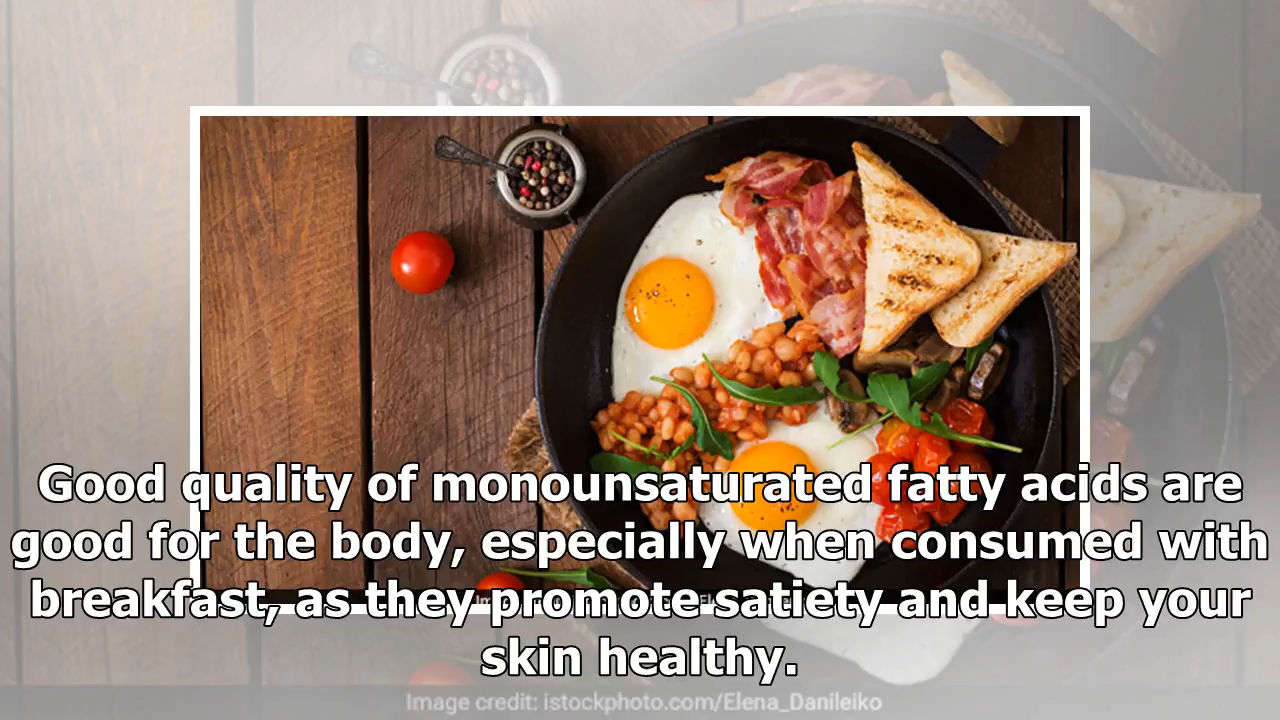 Good quality of monounsaturated fatty acids are
good for the body, especially when consumed with
breakfast, as they promote satiety and keep your
skin healthy.
Image credit: istockphoto.com/Elena_Danileiko